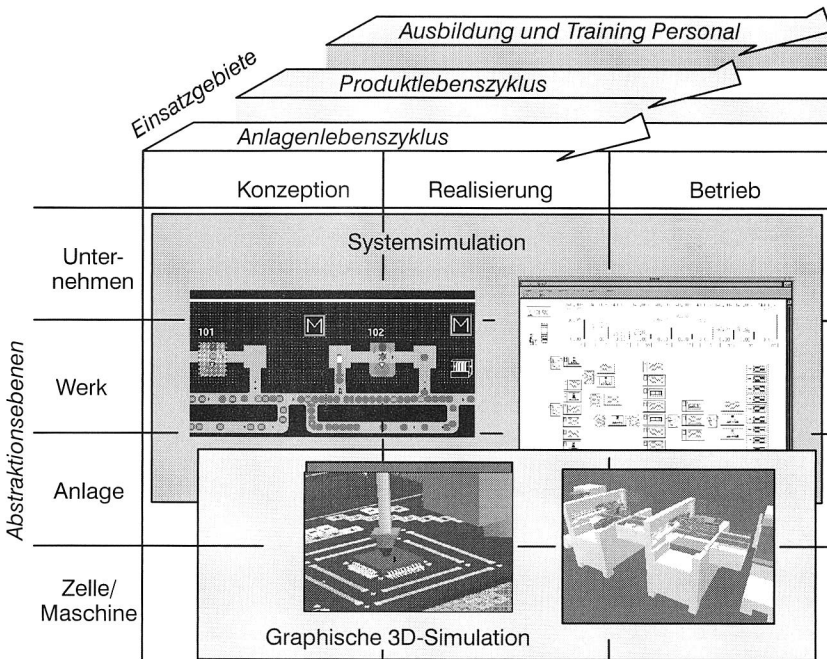 Ausbildung und Training Personal
Produktlebenszyklus
Anlagenlebenszyklus
Einsatzgebiete
Konzeption
Realisierung
Betrieb
Abstraktionsebenen
Unter-
nehmen
Werk
Anlage
Zelle/
Maschine
Systemsimulation
101
M
102
M
Graphische 3D-Simulation